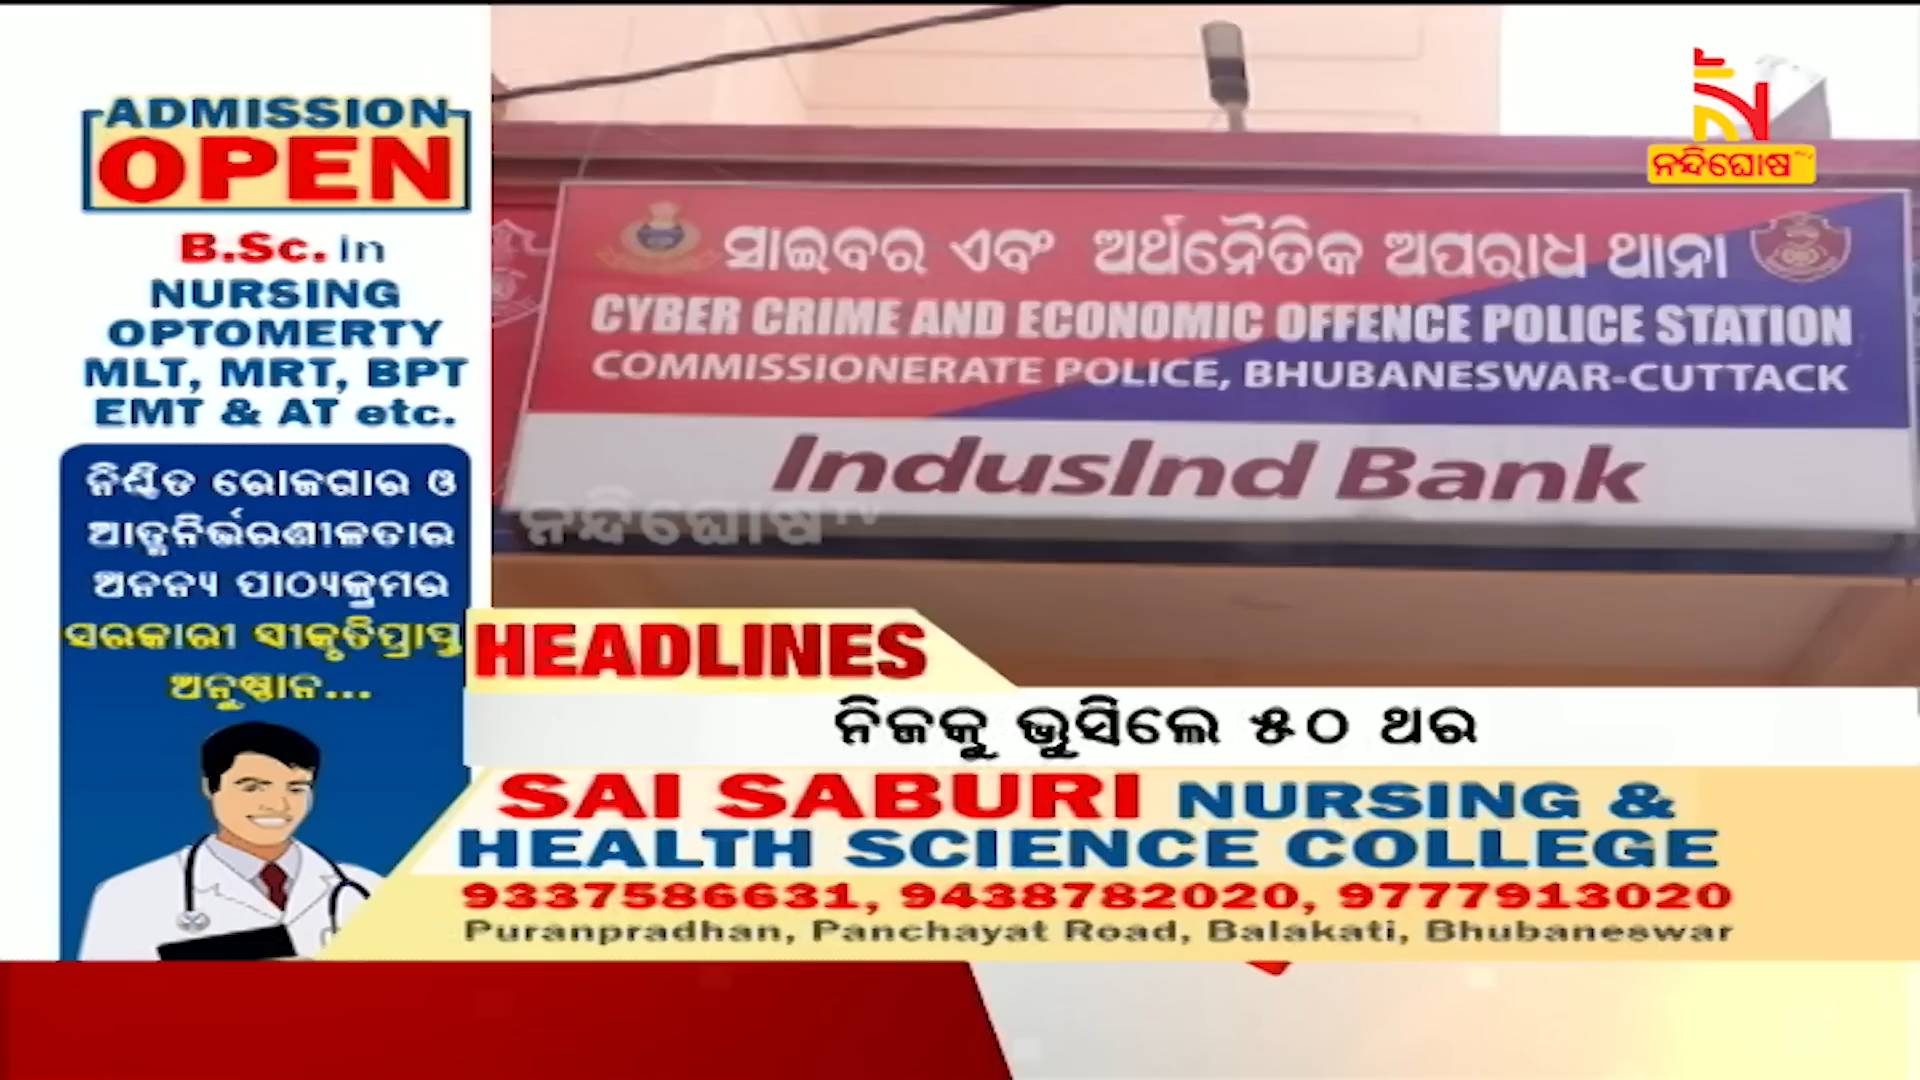 ADMISSION
OPEN
B.Sc. in
NURSING
OPTOMERTY
MLT, MRT, BPT
EMT & AT etc.
ନିଶ୍ଚିତ ରୋଜଗାର ଓ
ଆତ୍ମନିର୍ଭରଶୀଳତାର
ଅନନ୍ୟ ପାଠ୍ୟକ୍ରମର
ସରକାରୀ ସୀକୃତିପ୍ରାପ୍ତ
ଅନୁଷ୍ଠାନ...
ନନ୍ଦିଘୋଷ
ସାଇବର ଏବଂ ଅର୍ଥନୈତିକ ଅପରାଧ ଥାନା
CYBER CRIME AND ECONOMIC OFFENCE POLICE STATION
COMMISSIONERATE POLICE, BHUBANESWAR-CUTTACK
IndusInd Bank
ନନ୍ଦିଘୋଷ TV
HEADLINES
ନିଜକୁ ଭୁସିଲେ ୫୦ ଥର
SAI SABURI NURSING &
HEALTH SCIENCE COLLEGE
9337586631, 9438782020, 9777913020
Puranpradhan, Panchayat Road, Balakati, Bhubaneswar